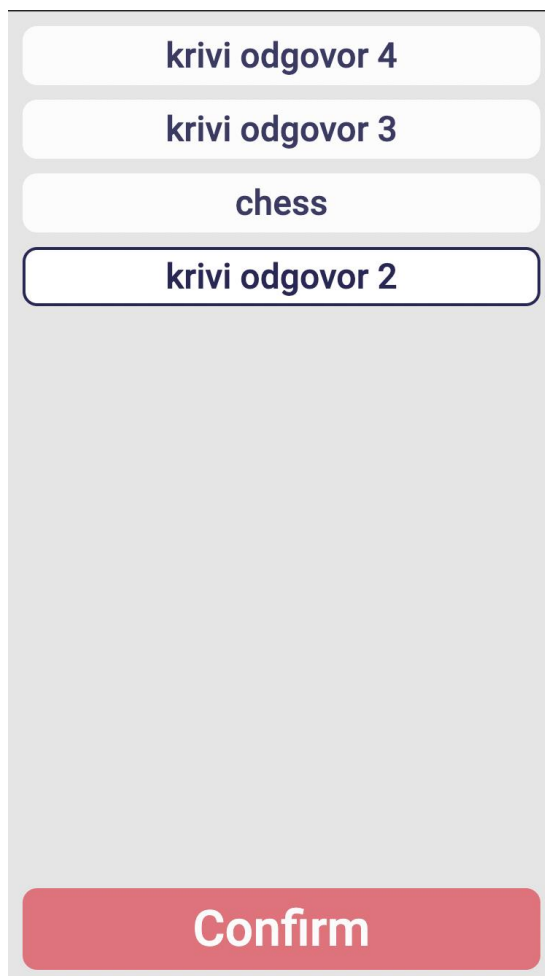 krivi odgovor 4
krivi odgovor 3
chess
krivi odgovor 2
Confirm